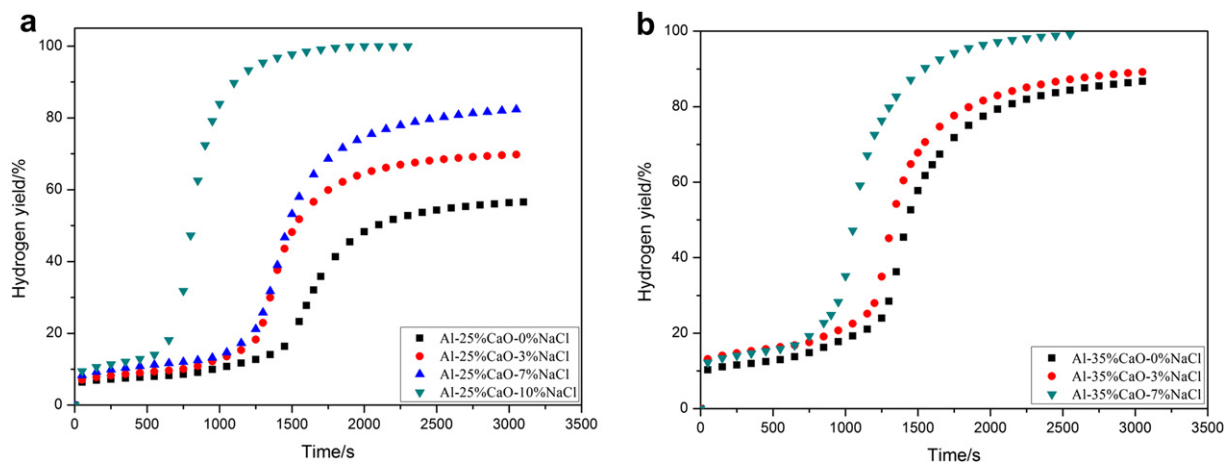 a
100
80
60
40
20
0
Hydrogen yield/%
Al-25%CaO-0%NaCl
Al-25%CaO-3%NaCl
Al-25%CaO-7%NaCl
Al-25%CaO-10%NaCl
0 500 1000 1500 2000 2500 3000 3500
Time/s
b
100
80
60
40
20
0
Hydrogen yield/%
Al-35%CaO-0%NaCl
Al-35%CaO-3%NaCl
Al-35%CaO-7%NaCl
0 500 1000 1500 2000 2500 3000 3500
Time/s